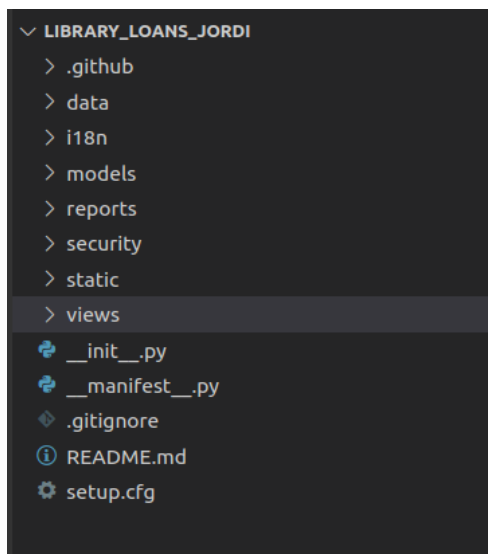 LIBRARY_LOANS_JORDI
.github
data
i18n
models
reports
security
static
views
__init__.py
__manifest__.py
.gitignore
README.md
setup.cfg